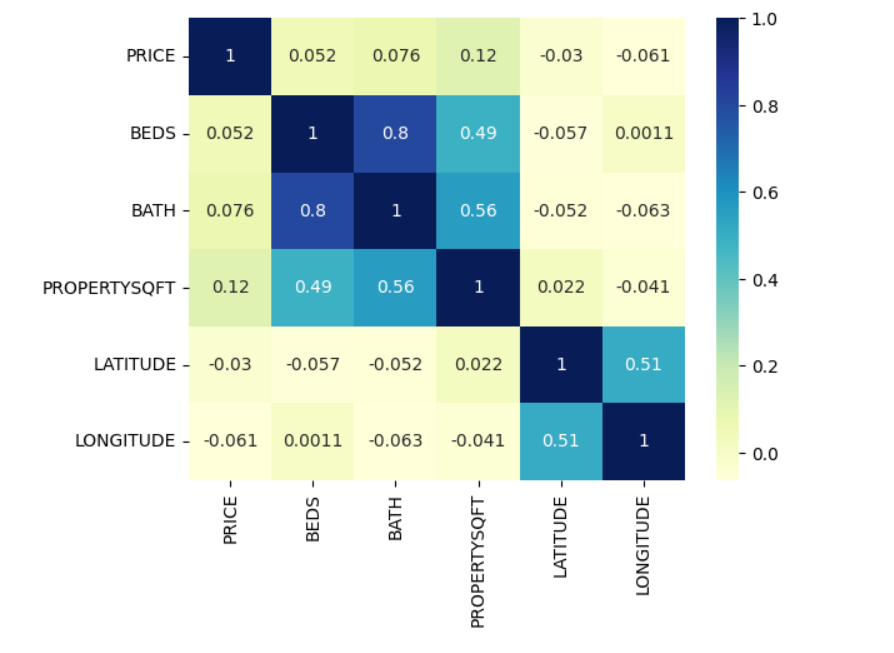 PRICE 1 0.052 0.076 0.12 -0.03 -0.061
BEDS 0.052 1 0.8 0.49 -0.057 0.0011
BATH 0.076 0.8 1 0.56 -0.052 -0.063
PROPERTYSQFT 0.12 0.49 0.56 1 0.022 -0.041
LATITUDE -0.03 -0.057 -0.052 0.022 1 0.51
LONGITUDE -0.061 0.0011 -0.063 -0.041 0.51 1
PRICE
BEDS
BATH
PROPERTYSQFT
LATITUDE
LONGITUDE
1.0
0.8
0.6
0.4
0.2
0.0